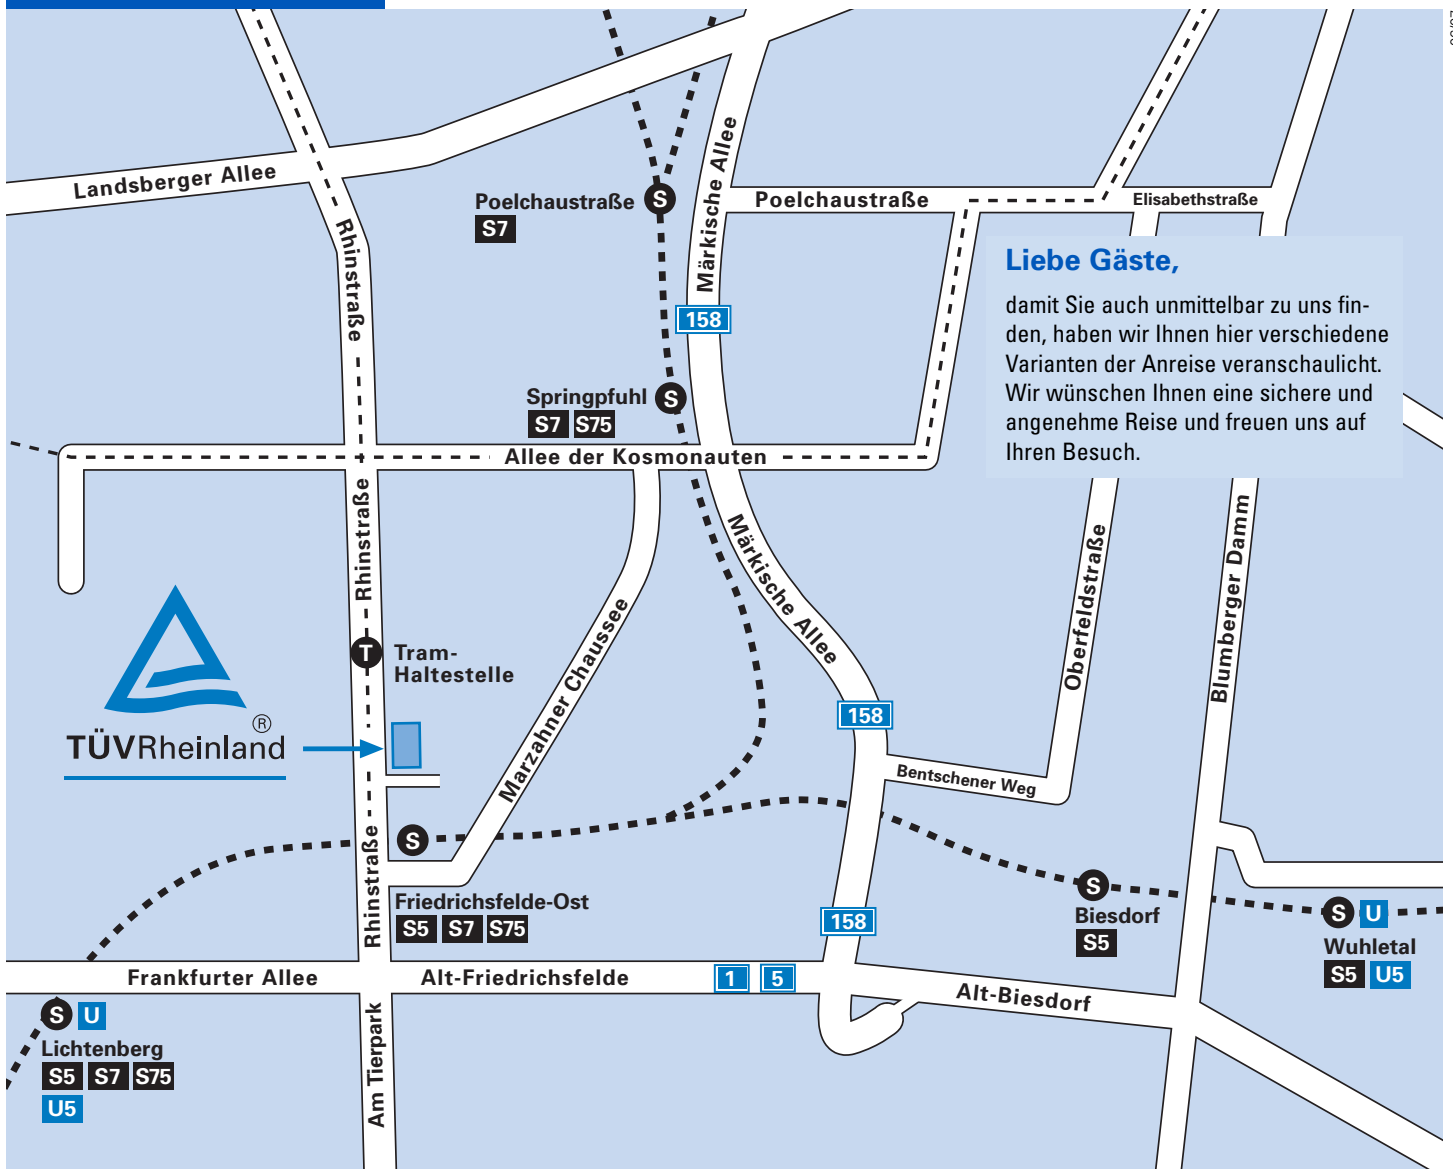 Landsberger Allee
Rhinstraße
Poelchaustraße
S
S7
Märkische Allee
158
Poelchaustraße
Elisabethstraße
Liebe Gäste,
damit Sie auch unmittelbar zu uns fin-
den, haben wir Ihnen hier verschiedene
Varianten der Anreise veranschaulicht.
Wir wünschen Ihnen eine sichere und
angenehme Reise und freuen uns auf
Ihren Besuch.
Springpfuhl
S
S7 S75
Allee der Kosmonauten
Rhinstraße
Märkische Allee
Oberfeldstraße
Blumberger Damm
T
Tram-
Haltestelle
Marzahner Chaussee
®
TÜVRheinland
158
Bentschener Weg
Rhinstraße
S
Friedrichsfelde-Ost
S5 S7 S75
158
S
Biesdorf
S5
S U
Wuhletal
S5 U5
Frankfurter Allee
Alt-Friedrichsfelde
1 5
Alt-Biesdorf
S U
Lichtenberg
S5 S7 S75
U5
Am Tierpark